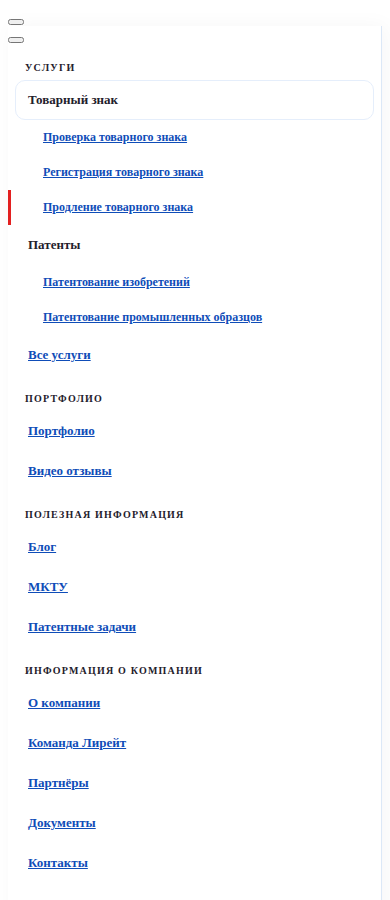 УСЛУГИ
Товарный знак
Проверка товарного знака
Регистрация товарного знака
Продление товарного знака
Патенты
Патентование изобретений
Патентование промышленных образцов
Все услуги
ПОРТФОЛИО
Портфолио
Видео отзывы
ПОЛЕЗНАЯ ИНФОРМАЦИЯ
Блог
МКТУ
Патентные задачи
ИНФОРМАЦИЯ О КОМПАНИИ
О компании
Команда Лирейт
Партнёры
Документы
Контакты